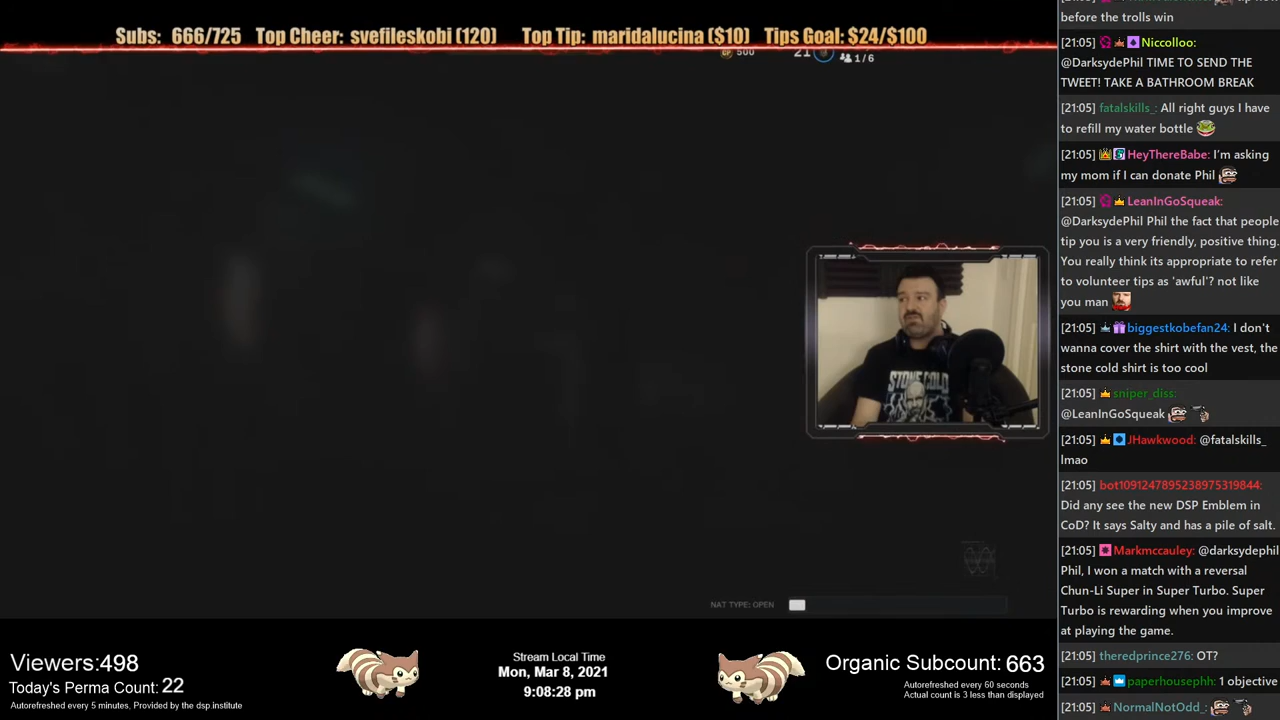 Subs: 666/725 Top Cheer: svefileskobi (120) Top Tip: maridalucina ($10) Tips Goal: $24/$100
CP 500 21 1/6
STONE COLD
NAT TYPE: OPEN
Viewers:498
Today's Perma Count: 22
Autorefreshed every 5 minutes, Provided by the dsp institute
Stream Local Time
Mon, Mar 8, 2021
9:08:28 pm
Organic Subcount: 663
Autorefreshed every 60 seconds
Actual count is 3 less than displayed
before the trolls win
[21:05] Niccolloo:
@DarksydePhil TIME TO SEND THE
TWEET! TAKE A BATHROOM BREAK
[21:05] fatalskills_: All right guys I have
to refill my water bottle
[21:05] HeyThereBabe: I'm asking
my mom if I can donate Phil
[21:05] LeanInGoSqueak:
@DarksydePhil Phil the fact that people
tip you is a very friendly, positive thing.
You really think its appropriate to refer
to volunteer tips as 'awful'? not like
you man
[21:05] biggestkobefan24: I don't
wanna cover the shirt with the vest, the
stone cold shirt is too cool
[21:05] sniper_diss:
@LeanInGoSqueak
[21:05] JHawkwood: @fatalskills_
lmao
[21:05] bot1091247895238975319844:
Did any see the new DSP Emblem in
CoD? It says Salty and has a pile of salt.
[21:05] Markmccauley: @darksydephil
Phil, I won a match with a reversal
Chun-Li Super in Super Turbo. Super
Turbo is rewarding when you improve
at playing the game.
[21:05] theredprince276: OT?
[21:05] paperhousephh: 1 objective
[21:05] NormalNotOdd_: